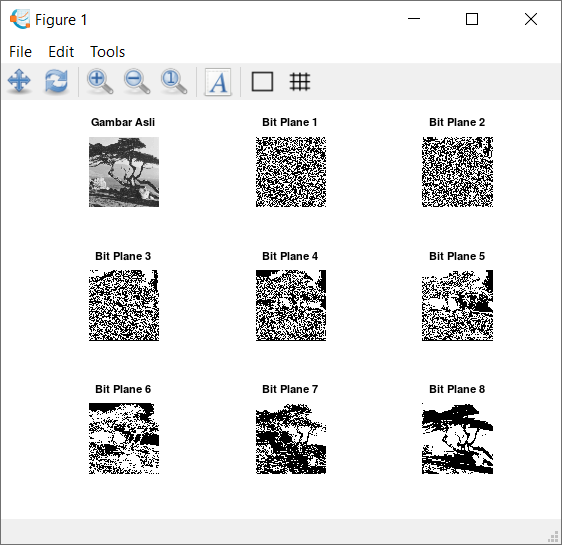 Figure 1
File Edit Tools
A
Gambar Asli Bit Plane 1 Bit Plane 2
Bit Plane 3 Bit Plane 4 Bit Plane 5
Bit Plane 6 Bit Plane 7 Bit Plane 8